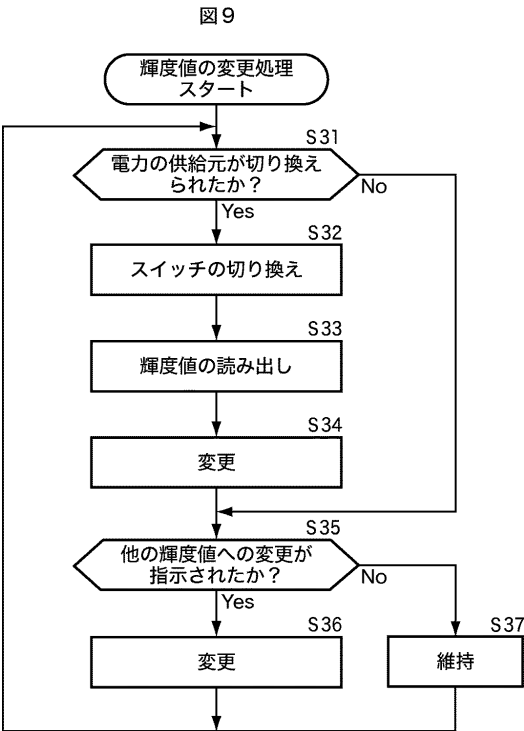 図9
輝度値の変更処理
スタート
S31
電力の供給元が切り換え
られたか？
No
Yes
S32
スイッチの切り換え
S33
輝度値の読み出し
S34
変更
S35
他の輝度値への変更が
指示されたか？
No
Yes
S36
変更
S37
維持